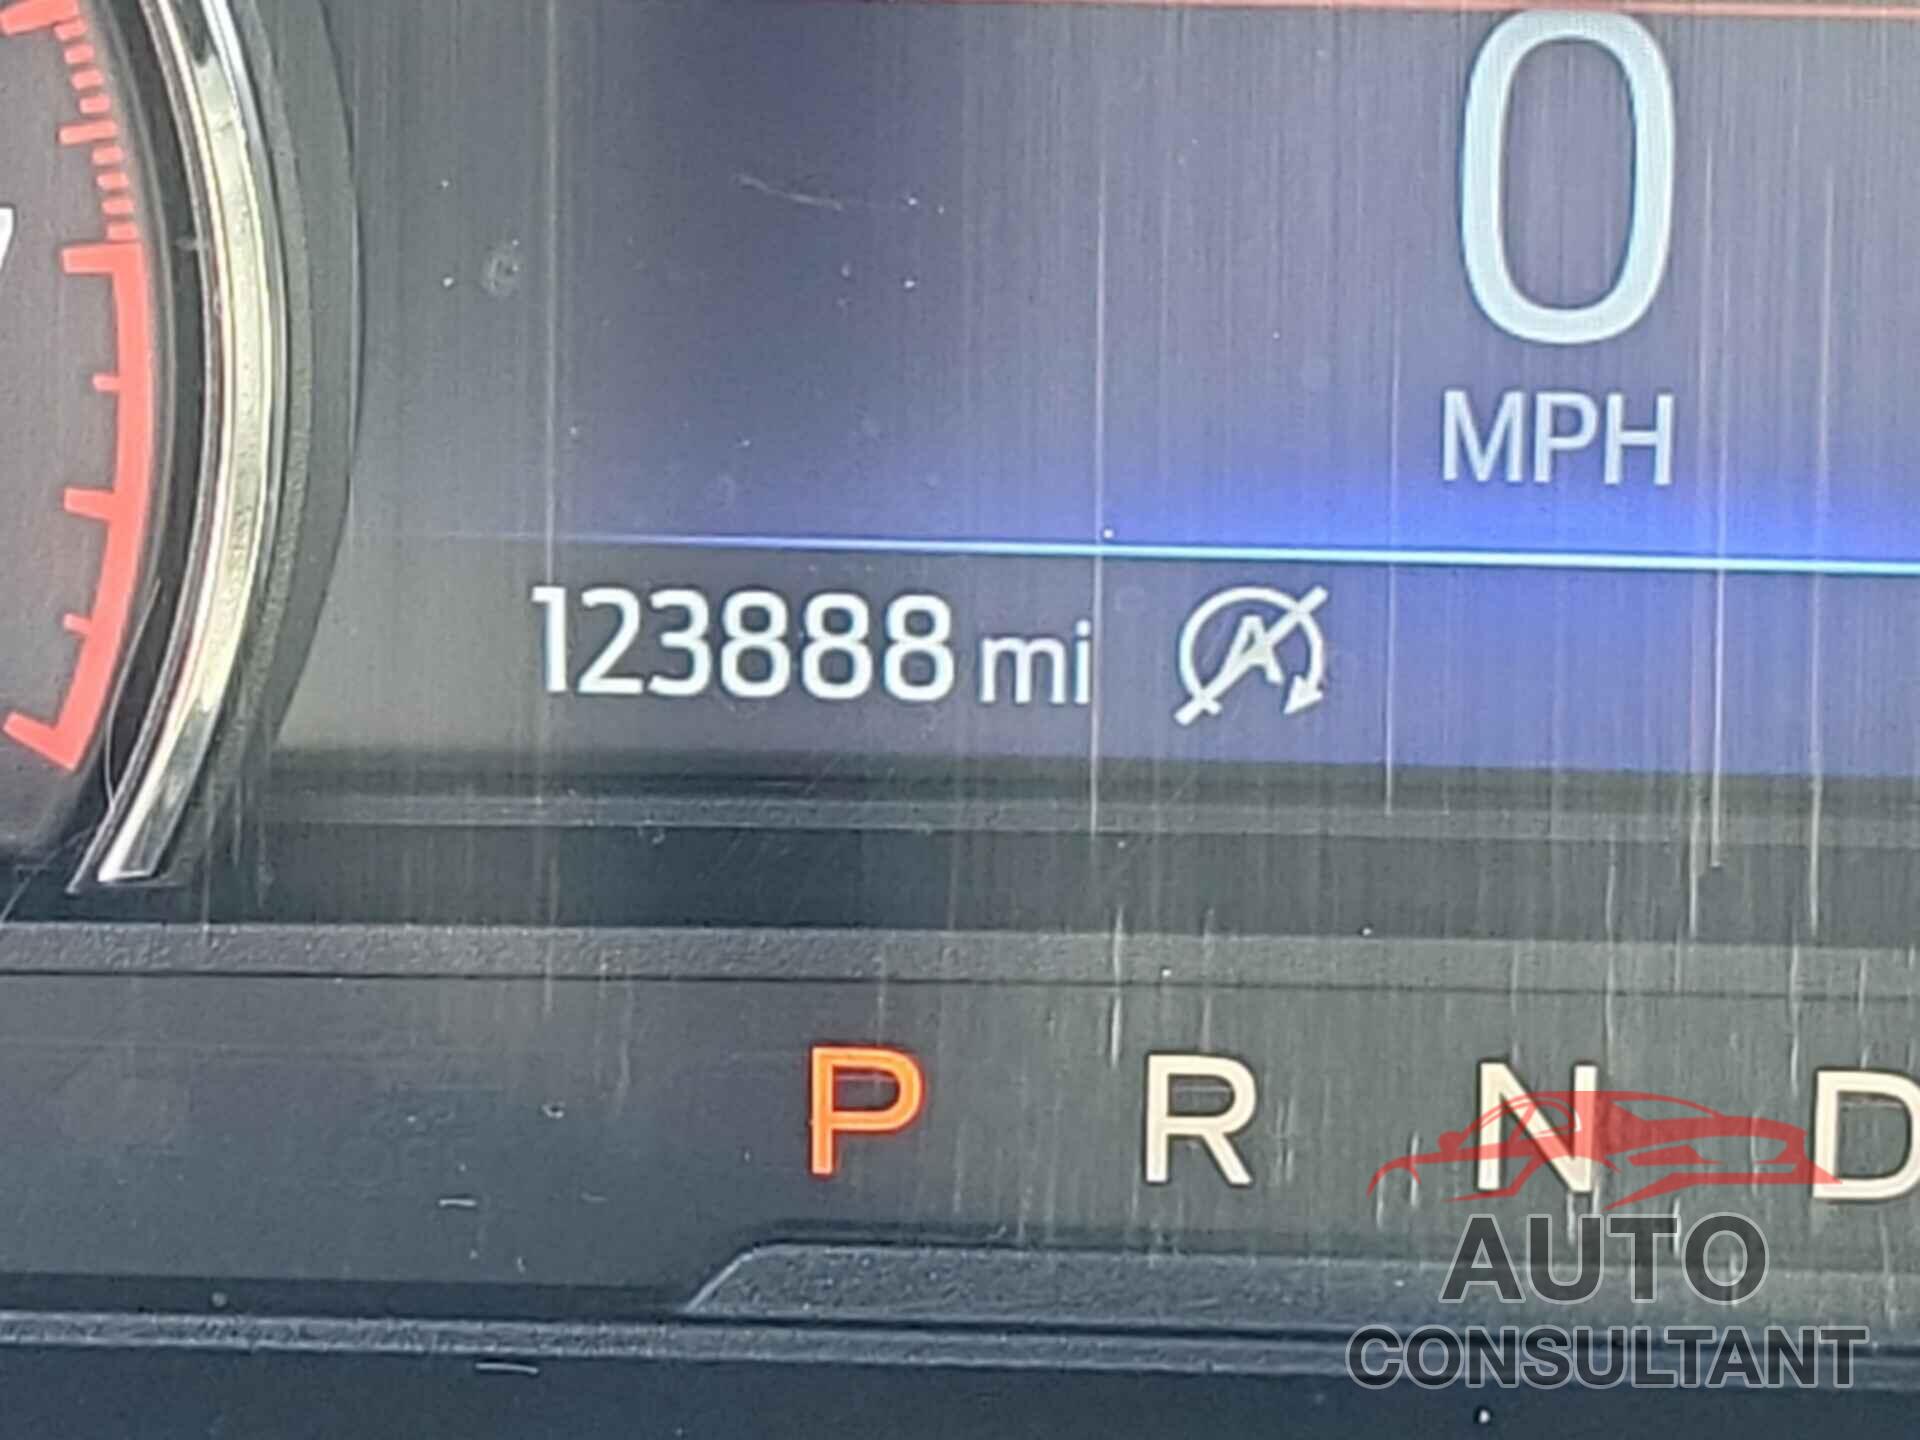 0
MPH
123888 mi A
P R N D
AUTO
CONSULTANT